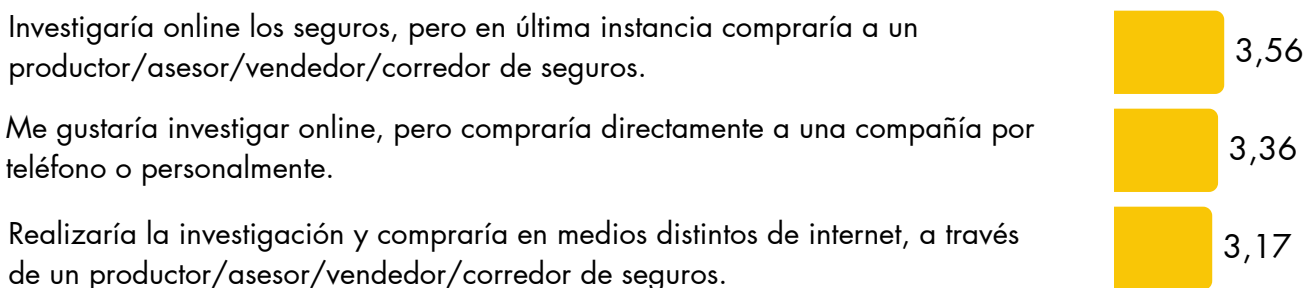 Investigaría online los seguros, pero en última instancia compraría a un
productor/asesor/vendedor/corredor de seguros.
3,56
Me gustaría investigar online, pero compraría directamente a una compañía por
teléfono o personalmente.
3,36
Realizaría la investigación y compraría en medios distintos de internet, a través
de un productor/asesor/vendedor/corredor de seguros.
3,17